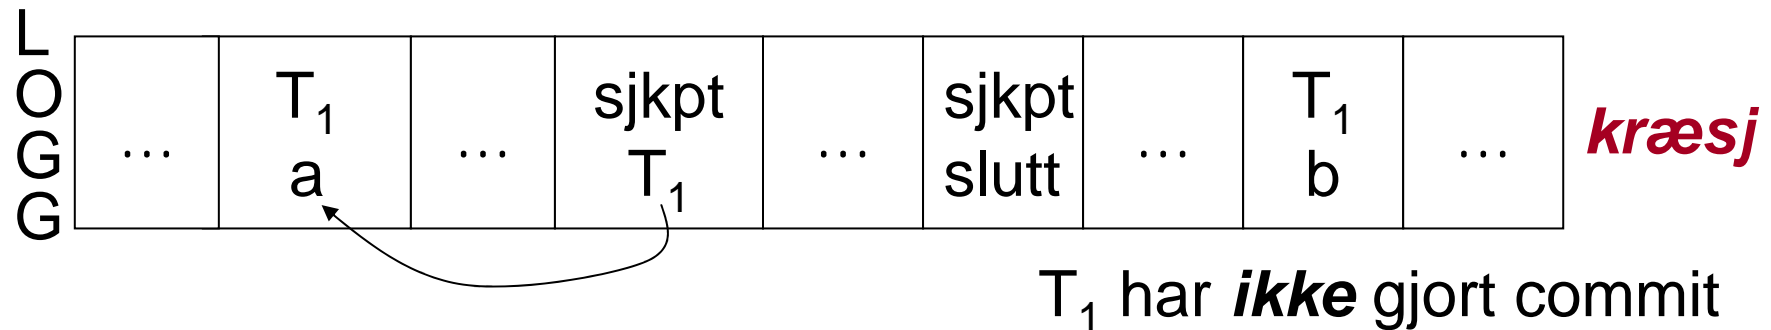 LOGG
... T₁ a ... sjkpt T₁ ... sjkpt slutt ... T₁ b ... kræsj
T₁ har ikke gjort commit